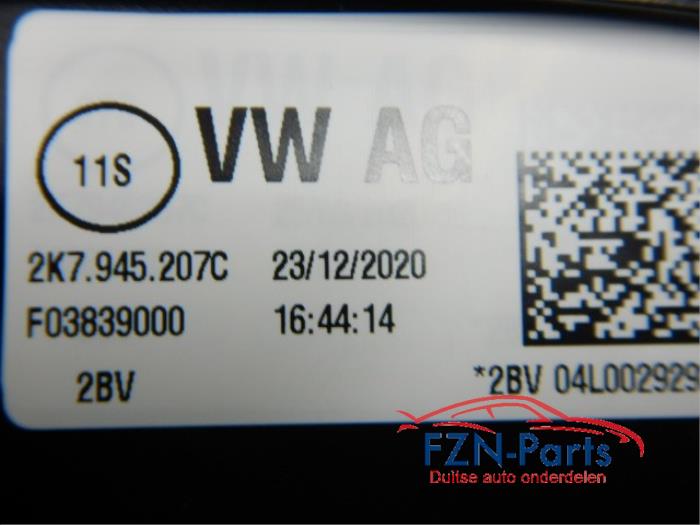 11S VW AG
2K7.945.207C 23/12/2020
F03839000 16:44:14
2BV *2BV 04L002929
FZN-Parts
Duitse auto onderdelen